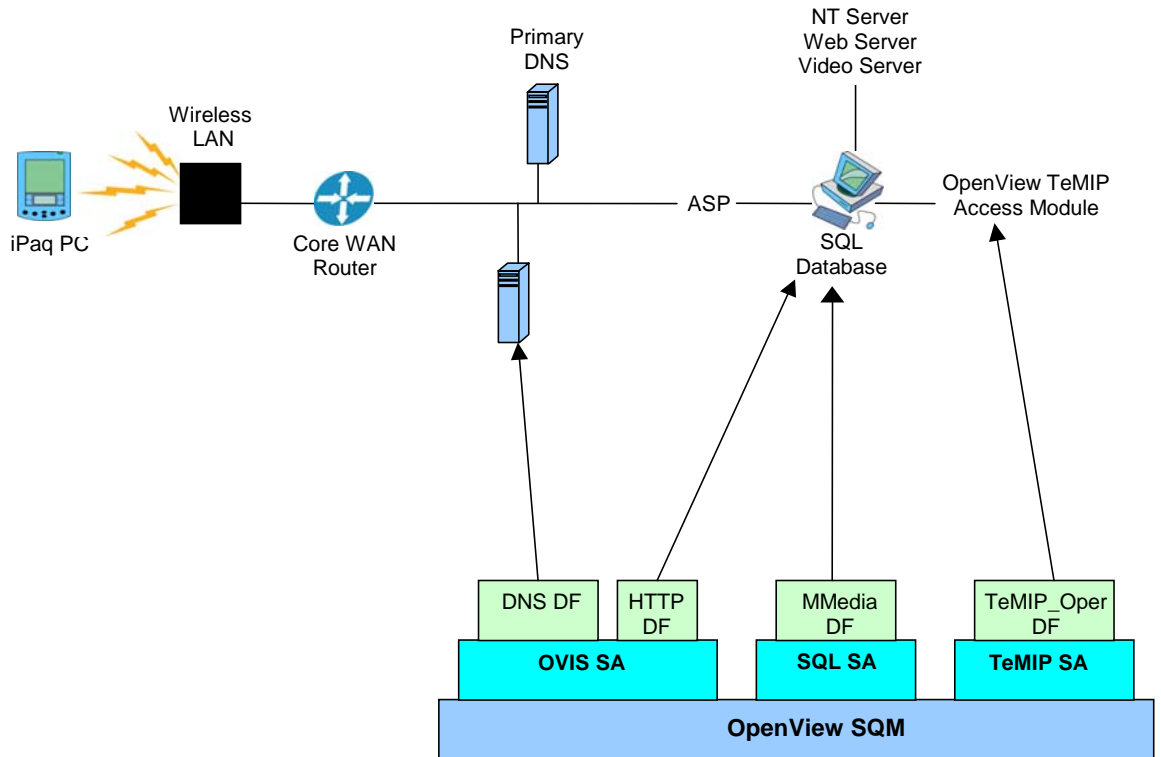 NT Server
Web Server
Video Server
Primary
DNS
Wireless
LAN
iPaq PC
Core WAN
Router
ASP
SQL
Database
OpenView TeMIP
Access Module
DNS DF
HTTP
DF
MMedia
DF
TeMIP_Oper
DF
OVIS SA
SQL SA
TeMIP SA
OpenView SQM